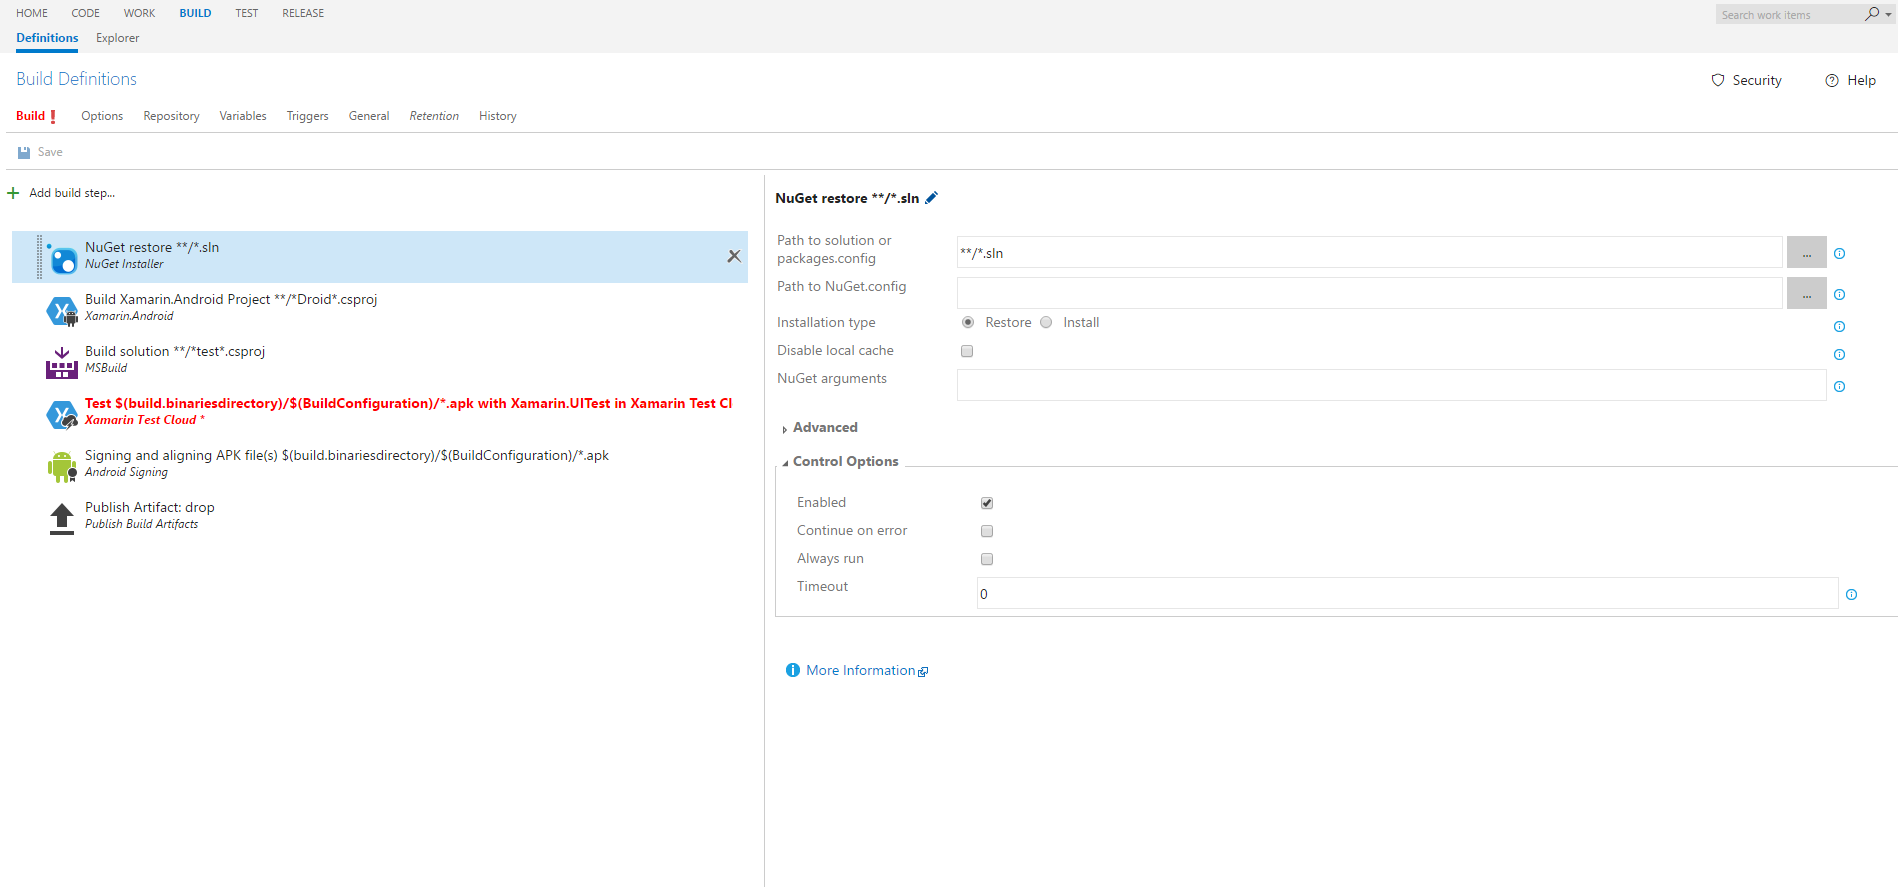 HOME CODE WORK BUILD TEST RELEASE
Search work items
Definitions Explorer
Build Definitions
Security Help
Build Options Repository Variables Triggers General Retention History
Save
Add build step...
NuGet restore **/*.sln
NuGet Installer
Build Xamarin.Android Project **/*Droid*.csproj
Xamarin.Android
Build solution **/*test*.csproj
MSBuild
Test $(build.binariesdirectory)/$(BuildConfiguration)/*.apk with Xamarin.UITest in Xamarin Test Cl
Xamarin Test Cloud *
Signing and aligning APK file(s) $(build.binariesdirectory)/$(BuildConfiguration)/*.apk
Android Signing
Publish Artifact: drop
Publish Build Artifacts
NuGet restore **/*.sln
Path to solution or
packages.config
**/*.sln
...
Path to NuGet.config
...
Installation type Restore Install
Disable local cache
NuGet arguments
Advanced
Control Options
Enabled
Continue on error
Always run
Timeout
0
More Information